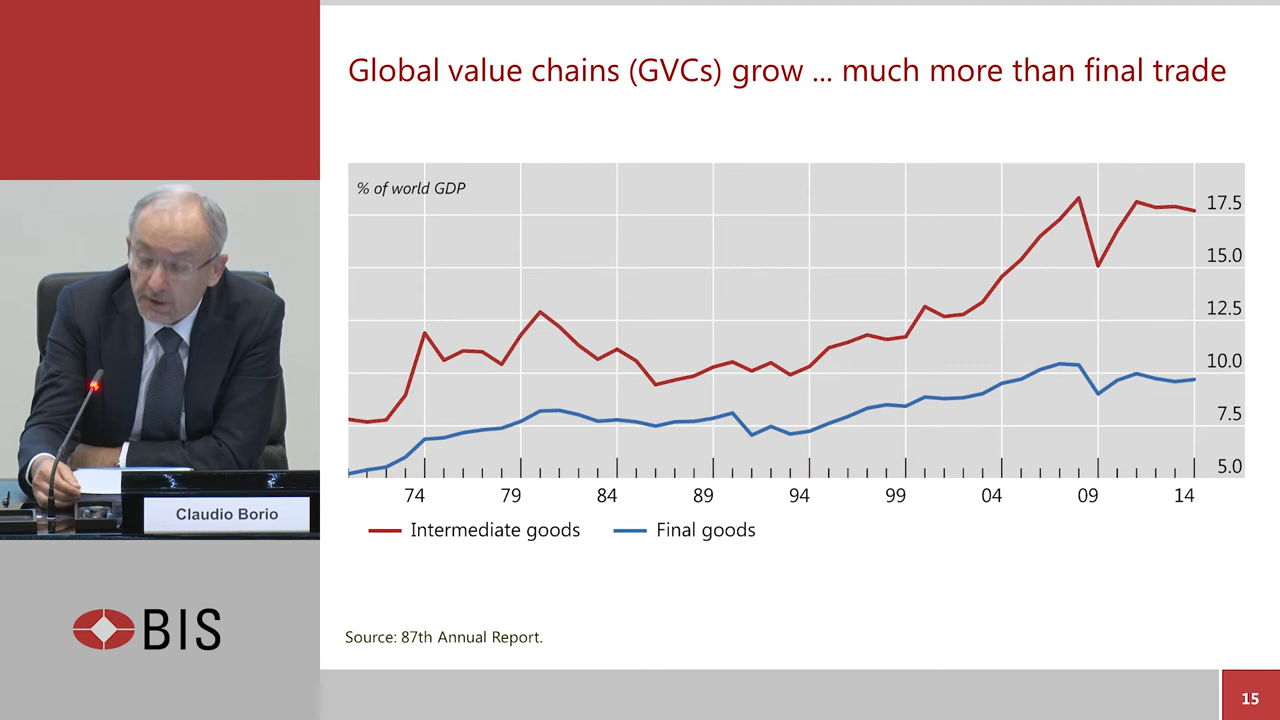 Global value chains (GVCs) grow ... much more than final trade
% of world GDP
17.5
15.0
12.5
10.0
7.5
5.0
74 79 84 89 94 99 04 09 14
Intermediate goods Final goods
Claudio Borio
BIS
Source: 87th Annual Report.
15